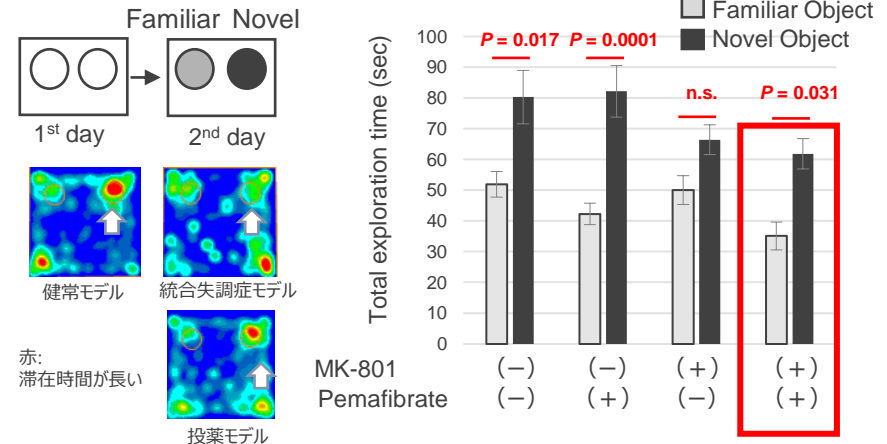 Familiar Novel
1st day
2nd day
健常モデル
統合失調症モデル
赤:
滞在時間が長い
投薬モデル
Familiar Object
Novel Object
Total exploration time (sec)
100
90
80
70
60
50
40
30
20
10
0
P = 0.017
P = 0.0001
n.s.
P = 0.031
MK-801 (−) (−) (+) (+)
Pemafibrate (−) (+) (−) (+)